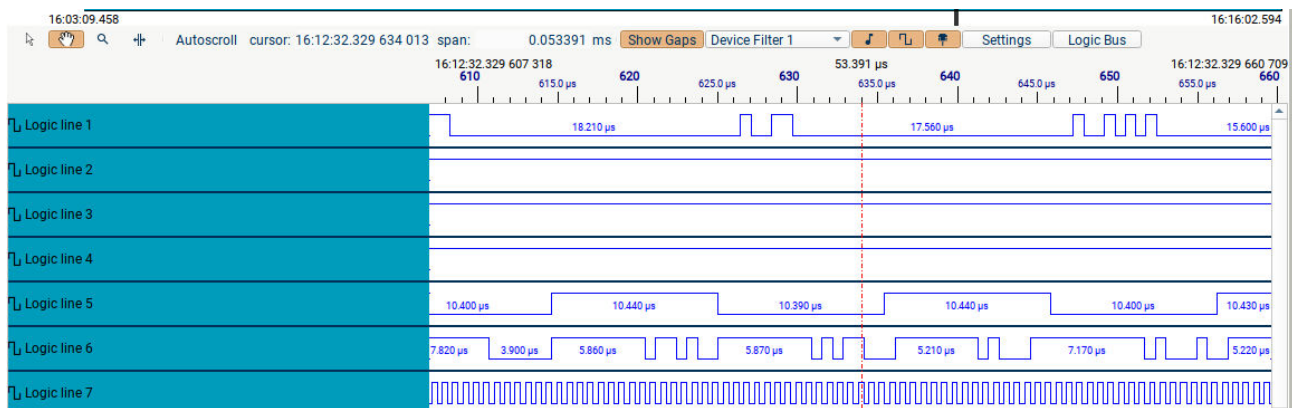 16:03:09.458 16:16:02.594
Autoscroll cursor: 16:12:32.329 634 013 span: 0.053391 ms Show Gaps Device Filter 1 Settings Logic Bus
16:12:32.329 607 318 53.391 µs 16:12:32.329 660 709
610 615.0 µs 620 625.0 µs 630 635.0 µs 640 645.0 µs 650 655.0 µs 660
Logic line 1 18.210 µs 17.560 µs 15.600 µs
Logic line 2
Logic line 3
Logic line 4
Logic line 5 10.400 µs 10.440 µs 10.390 µs 10.440 µs 10.400 µs 10.430 µs
Logic line 6 7.820 µs 3.900 µs 5.860 µs 5.870 µs 5.210 µs 7.170 µs 5.220 µs
Logic line 7